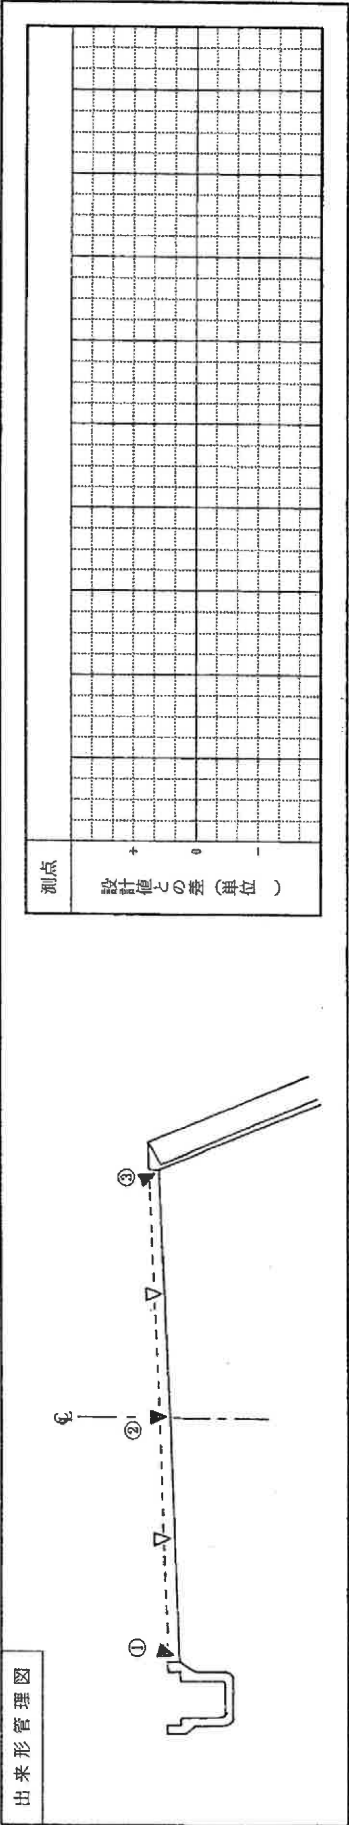 出来形管理図
℄
①
②
③
測点
設計値との差（単位　）
+
0
−